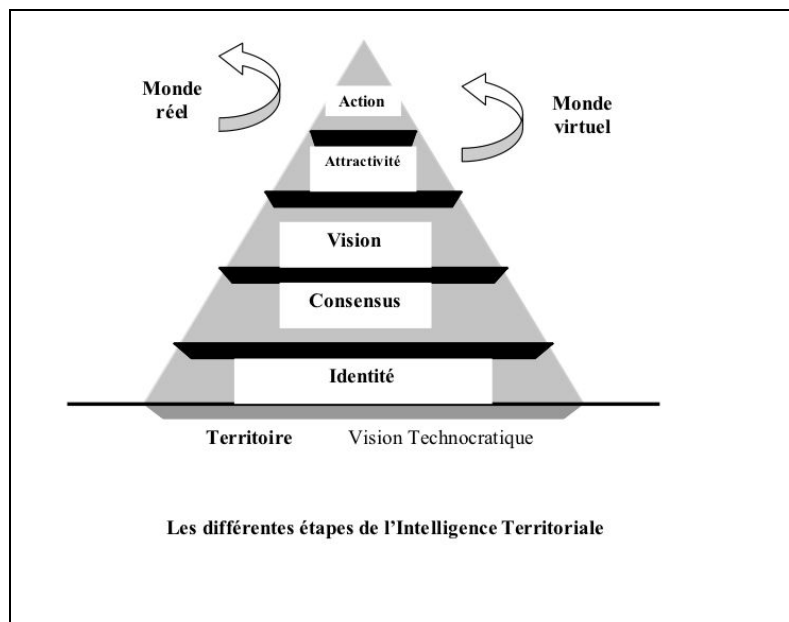 Monde
réel
Action
Monde
virtuel
Attractivité
Vision
Consensus
Identité
Territoire Vision Technocratique
Les différentes étapes de l’Intelligence Territoriale